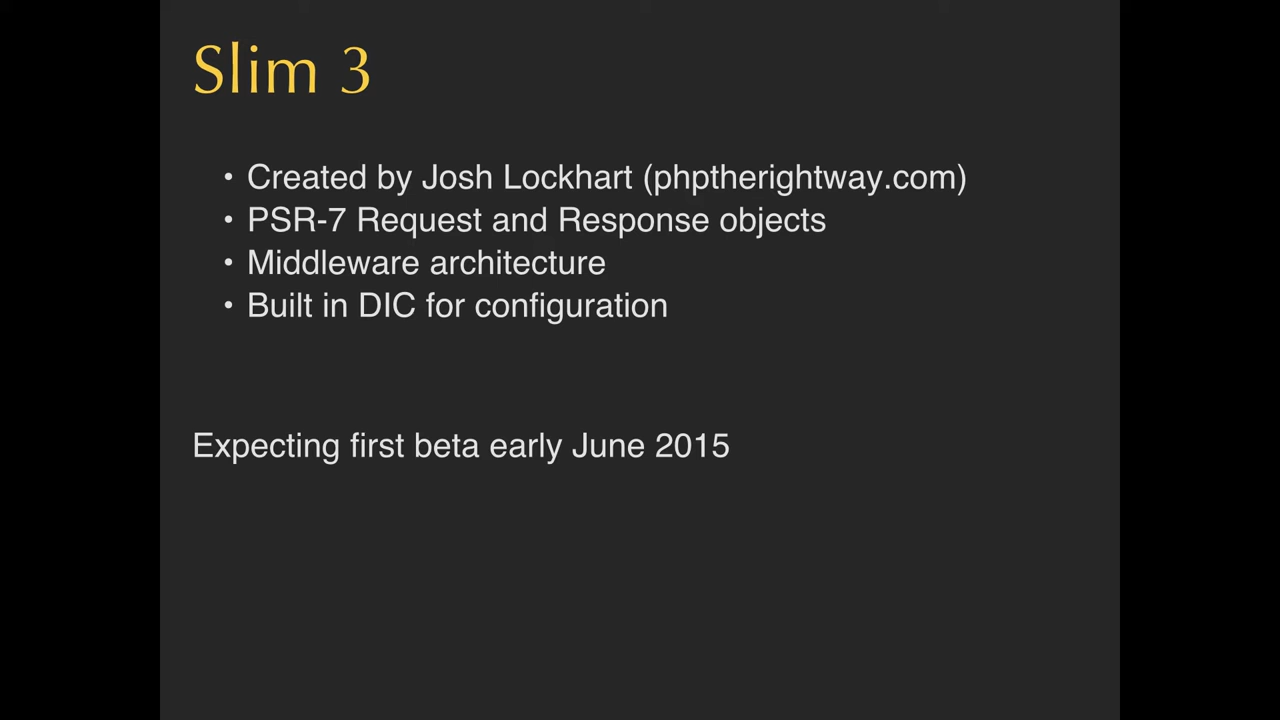 Slim 3
• Created by Josh Lockhart (phptherightway.com)
• PSR-7 Request and Response objects
• Middleware architecture
• Built in DIC for configuration
Expecting first beta early June 2015